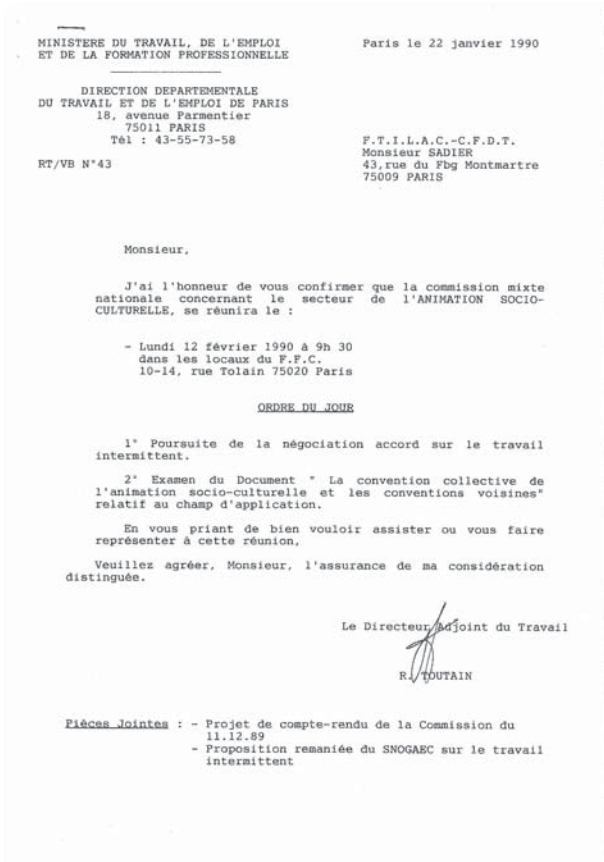 MINISTERE DU TRAVAIL, DE L'EMPLOI
ET DE LA FORMATION PROFESSIONNELLE
Paris le 22 janvier 1990
DIRECTION DEPARTEMENTALE
DU TRAVAIL ET DE L'EMPLOI DE PARIS
18, avenue Parmentier
75011 PARIS
Tél : 43-55-73-58
RT/VB N°43
F.T.I.L.A.C.-C.F.D.T.
Monsieur SADIER
43,rue du Fbg Montmartre
75009 PARIS
Monsieur,
J'ai l'honneur de vous confirmer que la commission mixte
nationale concernant le secteur de l'ANIMATION SOCIO-
CULTURELLE, se réunira le :
- Lundi 12 février 1990 à 9h 30
dans les locaux du F.F.C.
10-14, rue Tolain 75020 Paris
ORDRE DU JOUR
1° Poursuite de la négociation accord sur le travail
intermittent.
2° Examen du Document " La convention collective de
l'animation socio-culturelle et les conventions voisines"
relatif au champ d'application.
En vous priant de bien vouloir assister ou vous faire
représenter à cette réunion,
Veuillez agréer, Monsieur, l'assurance de ma considération
distinguée.
Le Directeur Adjoint du Travail
R. TOUTAIN
Pièces Jointes : - Projet de compte-rendu de la Commission du
11.12.89
- Proposition remaniée du SNOGAEC sur le travail
intermittent